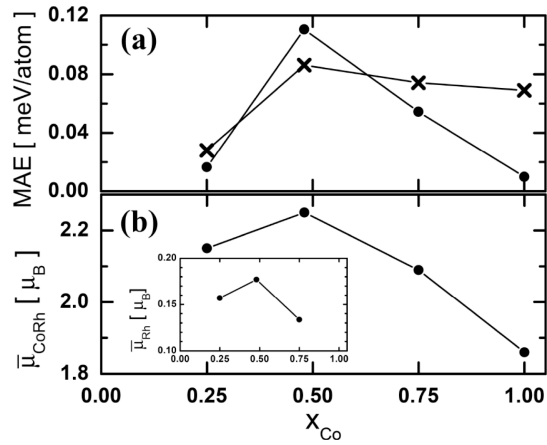 0.12
(a)
0.08
0.04
0.00
MAE [ meV/atom]
(b)
2.2
2.0
1.8
μ̅CoRh [ μB]
0.20
0.15
0.10
μ̅Rh [ μB]
0.00 0.25 0.50 0.75 1.00
0.00 0.25 0.50 0.75 1.00
xCo